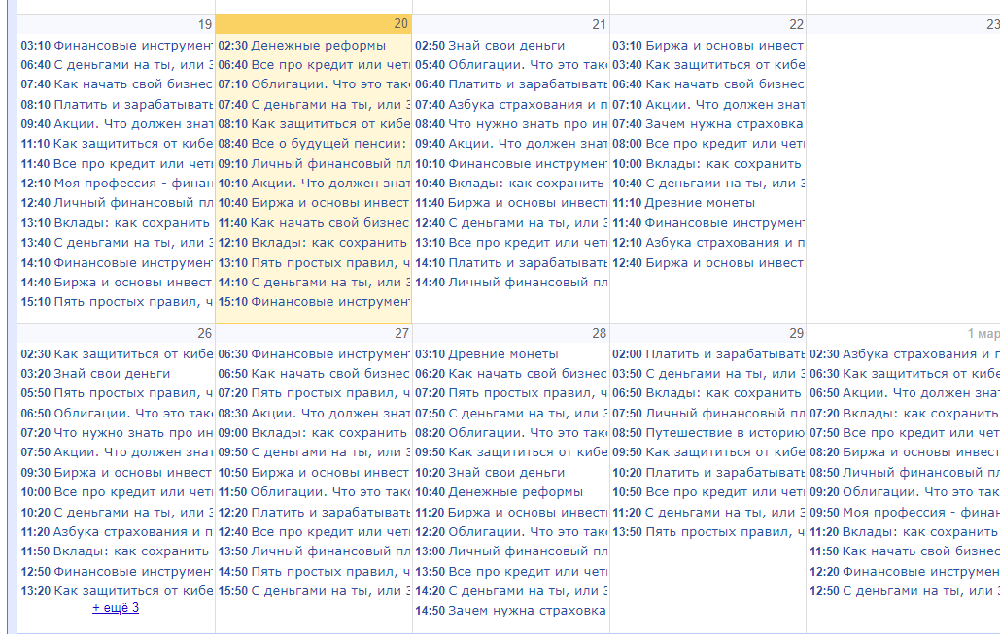 19
03:10 Финансовые инструмен
06:40 С деньгами на ты, или З
07:40 Как начать свой бизнес
08:10 Платить и зарабатывать
09:40 Акции. Что должен знат
11:10 Как защититься от кибе
11:40 Все про кредит или чет
12:10 Моя профессия - финан
12:40 Личный финансовый пл
13:10 Вклады: как сохранить
13:40 С деньгами на ты, или З
14:10 Финансовые инструмен
14:40 Биржа и основы инвест
15:10 Пять простых правил, ч
20
02:30 Денежные реформы
06:40 Все про кредит или чет
07:10 Облигации. Что это так
07:40 С деньгами на ты, или З
08:10 Как защититься от кибе
08:40 Все о будущей пенсии:
09:10 Личный финансовый пл
10:10 Акции. Что должен знат
10:40 Биржа и основы инвест
11:40 Как начать свой бизнес
12:10 Вклады: как сохранить
13:10 Пять простых правил, ч
14:10 С деньгами на ты, или З
15:10 Финансовые инструмен
21
02:50 Знай свои деньги
05:40 Облигации. Что это так
06:40 Платить и зарабатывать
07:40 Азбука страхования и п
08:40 Что нужно знать про ин
09:40 Акции. Что должен знат
10:10 Финансовые инструмен
10:40 Вклады: как сохранить
11:40 Биржа и основы инвест
12:40 С деньгами на ты, или З
13:10 Все про кредит или чет
14:10 Платить и зарабатывать
14:40 Личный финансовый пл
22
03:10 Биржа и основы инвест
03:40 Как защититься от кибе
06:40 Как начать свой бизнес
07:10 Акции. Что должен знат
07:40 Зачем нужна страховка
08:00 Все про кредит или чет
10:00 Вклады: как сохранить
10:40 С деньгами на ты, или З
11:10 Древние монеты
11:40 Финансовые инструмен
12:10 Азбука страхования и п
12:40 Биржа и основы инвест
23
26
02:30 Как защититься от кибе
03:20 Знай свои деньги
05:50 Пять простых правил, ч
06:50 Облигации. Что это так
07:20 Что нужно знать про ин
07:50 Акции. Что должен знат
09:30 Биржа и основы инвест
10:00 Все про кредит или чет
10:20 С деньгами на ты, или З
11:20 Азбука страхования и п
11:50 Вклады: как сохранить
12:50 Финансовые инструмен
13:20 Как защититься от кибе
+ ещё 3
27
06:30 Финансовые инструмен
06:50 Как начать свой бизнес
07:20 Пять простых правил, ч
08:30 Акции. Что должен знат
09:00 Вклады: как сохранить
09:50 С деньгами на ты, или З
10:50 Биржа и основы инвест
11:50 Облигации. Что это так
12:20 Платить и зарабатывать
12:40 Все про кредит или чет
13:50 Личный финансовый пл
14:50 Пять простых правил, ч
15:50 С деньгами на ты, или З
28
03:10 Древние монеты
06:20 Как начать свой бизнес
07:20 Пять простых правил, ч
07:50 С деньгами на ты, или З
08:20 Облигации. Что это так
09:50 Как защититься от кибе
10:20 Знай свои деньги
10:40 Денежные реформы
11:20 Биржа и основы инвест
12:20 Облигации. Что это так
13:00 Личный финансовый пл
13:50 Все про кредит или чет
14:20 С деньгами на ты, или З
14:50 Зачем нужна страховка
29
02:00 Платить и зарабатывать
03:50 С деньгами на ты, или З
06:50 Вклады: как сохранить
07:50 Личный финансовый пл
08:50 Путешествие в историю
09:50 Как защититься от кибе
10:20 Платить и зарабатывать
10:50 Все про кредит или чет
11:20 С деньгами на ты, или З
13:50 Пять простых правил, ч
1 мар
02:30 Азбука страхования и п
06:30 Как защититься от кибе
06:50 Акции. Что должен знат
07:20 Вклады: как сохранить
07:50 Все про кредит или чет
08:20 Биржа и основы инвест
08:50 Личный финансовый пл
09:20 Облигации. Что это так
09:50 Моя профессия - финан
11:20 Вклады: как сохранить
11:50 Как начать свой бизнес
12:20 Финансовые инструмен
12:50 С деньгами на ты, или З